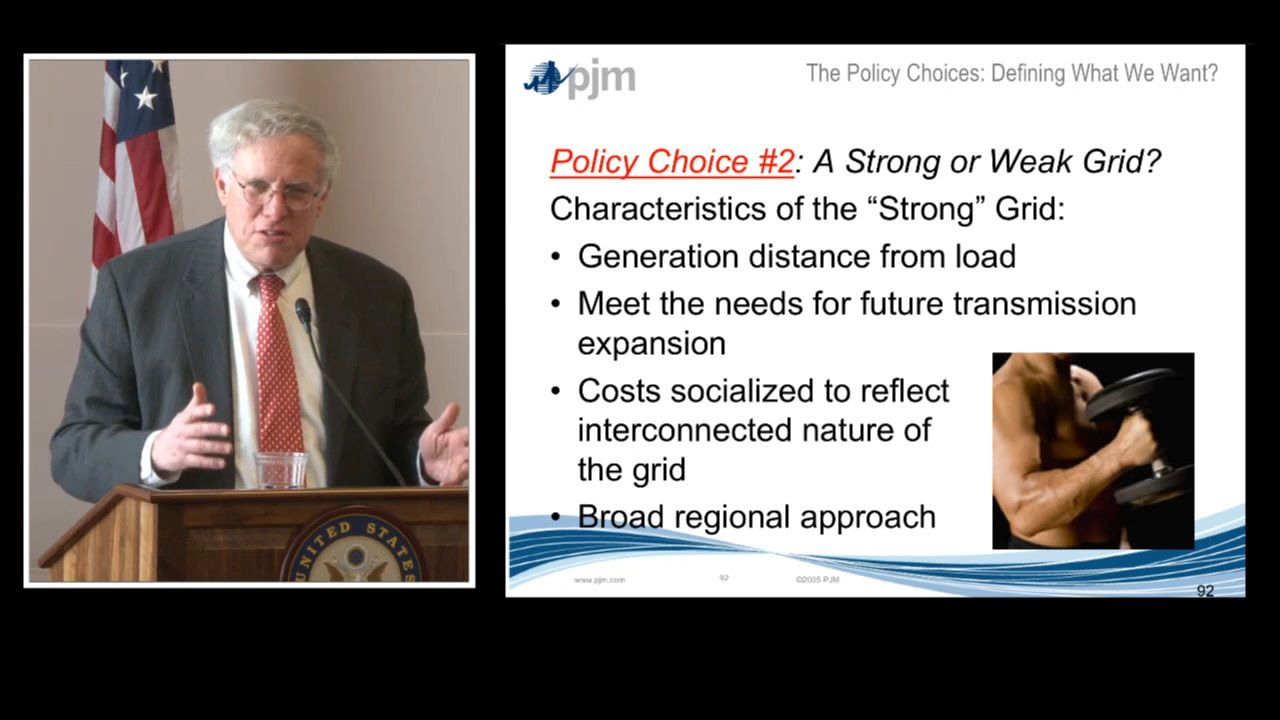 pjm
The Policy Choices: Defining What We Want?
Policy Choice #2: A Strong or Weak Grid?
Characteristics of the “Strong” Grid:
• Generation distance from load
• Meet the needs for future transmission
expansion
• Costs socialized to reflect
interconnected nature of
the grid
• Broad regional approach
www.pjm.com
92
©2005 PJM
92
UNITED STATES